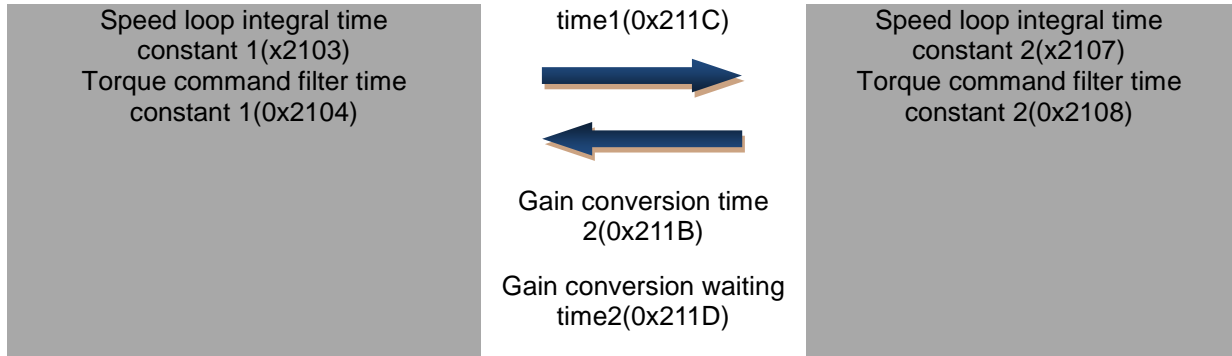 Speed loop integral time
constant 1(x2103)
Torque command filter time
constant 1(0x2104)
time1(0x211C)
Gain conversion time
2(0x211B)
Gain conversion waiting
time2(0x211D)
Speed loop integral time
constant 2(x2107)
Torque command filter time
constant 2(0x2108)